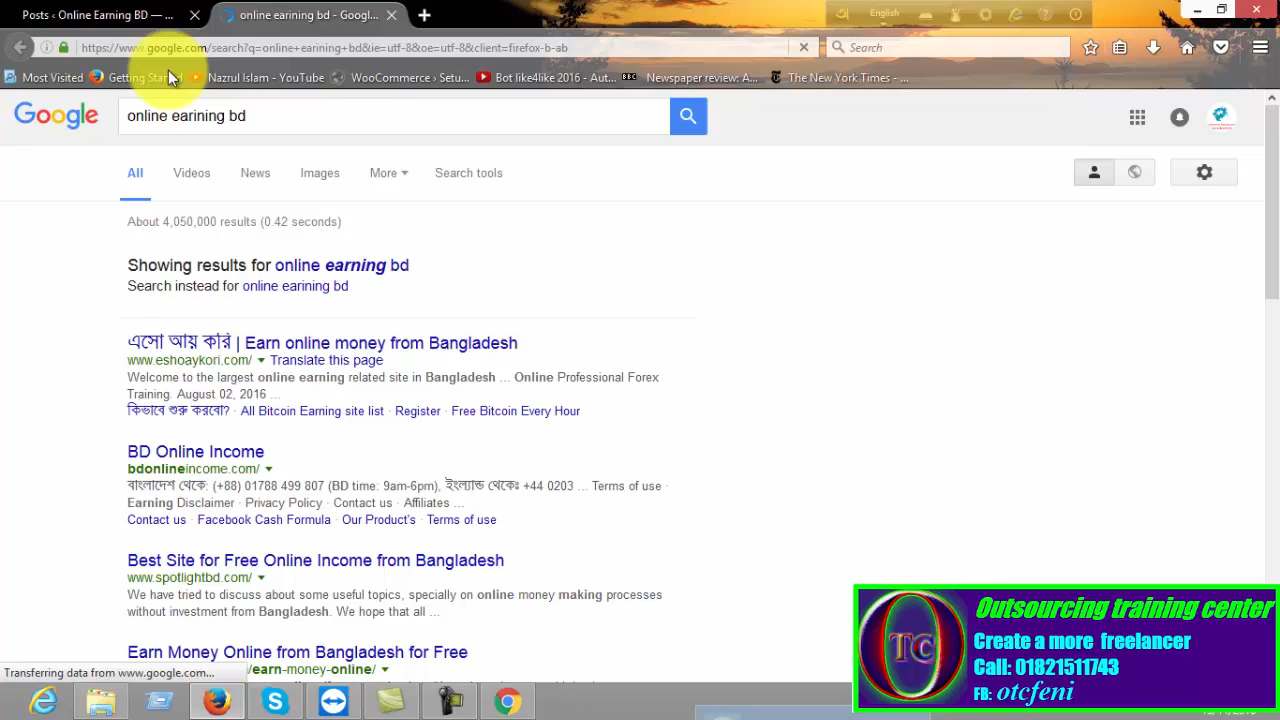 Posts ‹ Online Earning BD — ...
online earining bd - Googl...
English
https://www.google.com/search?q=online+earining+bd&ie=utf-8&oe=utf-8&client=firefox-b-ab
Search
Most Visited
Getting Started
Nazrul Islam - YouTube
WooCommerce › Setu...
Bot like4like 2016 - Aut...
BBC
Newspaper review: A...
The New York Times - ...
Google
online earining bd
All
Videos
News
Images
More
Search tools
About 4,050,000 results (0.42 seconds)
Showing results for online earning bd
Search instead for online earining bd
এসো আয় করি | Earn online money from Bangladesh
www.eshoaykori.com/ Translate this page
Welcome to the largest online earning related site in Bangladesh ... Online Professional Forex
Training. August 02, 2016 ...
কিভাবে শুরু করবো? · All Bitcoin Earning site list · Register · Free Bitcoin Every Hour
BD Online Income
bdonlineincome.com/
বাংলাদেশ থেকে: (+88) 01788 499 807 (BD time: 9am-6pm), ইংল্যান্ড থেকেঃ +44 0203 ... Terms of use ·
Earning Disclaimer · Privacy Policy · Contact us · Affiliates ...
Contact us · Facebook Cash Formula · Our Product's · Terms of use
Best Site for Free Online Income from Bangladesh
www.spotlightbd.com/
We have tried to discuss about some useful topics, specially on online money making processes
without investment from Bangladesh. We hope that all ...
Earn Money Online from Bangladesh for Free
/earn-money-online/
Transferring data from www.google.com...
OTC
Outsourcing training center
Create a more freelancer
Call: 01821511743
FB: otcfeni